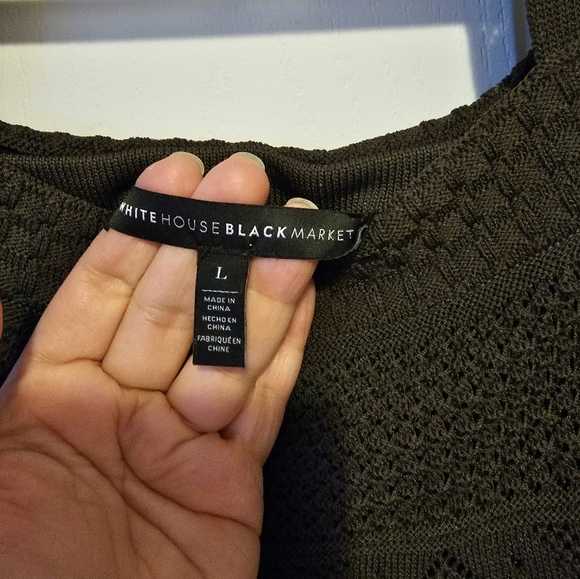 WHITE HOUSE BLACK MARKET
L
MADE IN
CHINA
HECHO EN
CHINA
FABRIQUÉ EN
CHINE